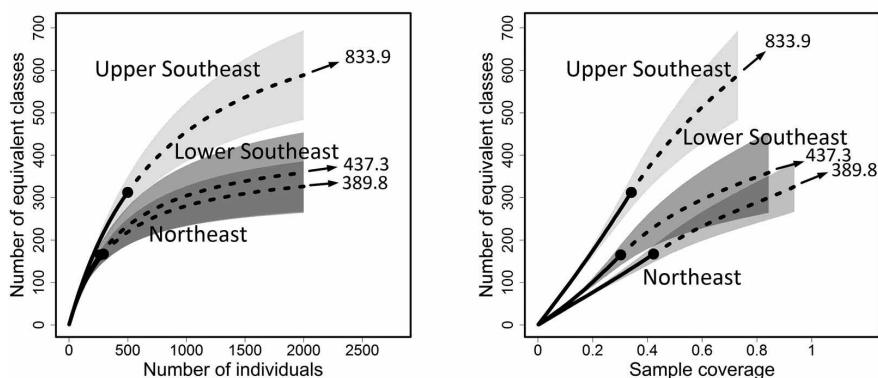 Number of equivalent classes
700
600
500
400
300
200
100
0
Upper Southeast
833.9
Lower Southeast
437.3
389.8
Northeast
0 500 1000 1500 2000 2500
Number of individuals
Number of equivalent classes
700
600
500
400
300
200
100
0
Upper Southeast
833.9
Lower Southeast
437.3
389.8
Northeast
0 0.2 0.4 0.6 0.8 1
Sample coverage